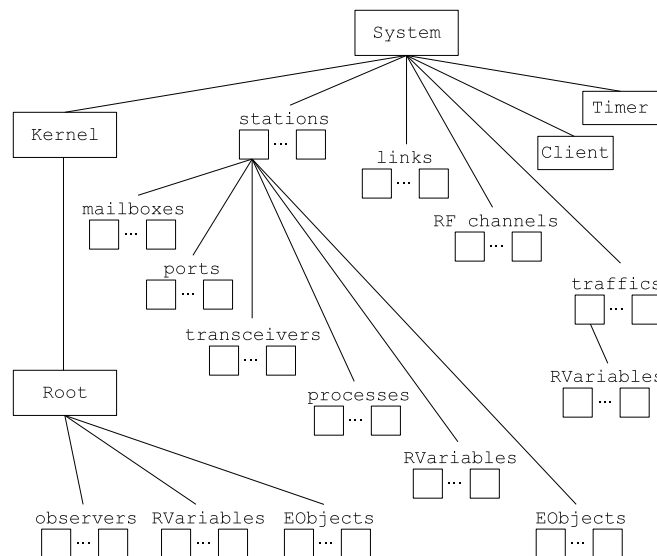 System
Timer
Kernel
stations
...
Client
links
...
mailboxes
...
RF channels
...
ports
...
traffics
...
transceivers
...
RVariables
...
Root
processes
...
RVariables
...
observers RVariables EObjects EObjects
... ... ... ...